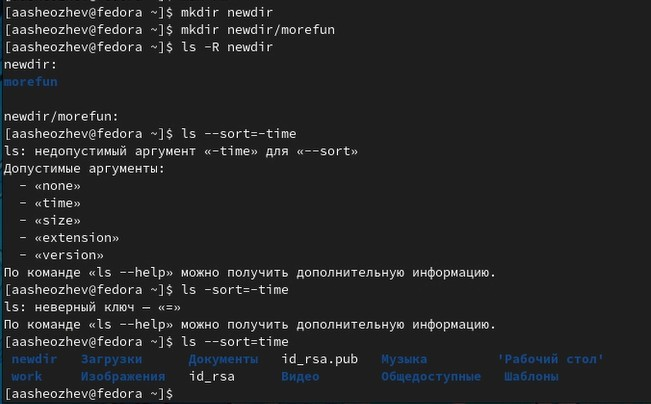 [aasheozhev@fedora ~]$ mkdir newdir
[aasheozhev@fedora ~]$ mkdir newdir/morefun
[aasheozhev@fedora ~]$ ls -R newdir
newdir:
morefun

newdir/morefun:
[aasheozhev@fedora ~]$ ls --sort=-time
ls: недопустимый аргумент «-time» для «--sort»
Допустимые аргументы:
  - «none»
  - «time»
  - «size»
  - «extension»
  - «version»
По команде «ls --help» можно получить дополнительную информацию.
[aasheozhev@fedora ~]$ ls -sort=-time
ls: неверный ключ — «=»
По команде «ls --help» можно получить дополнительную информацию.
[aasheozhev@fedora ~]$ ls --sort=time
newdir   Загрузки      Документы   id_rsa.pub   Музыка         'Рабочий стол'
work     Изображения   id_rsa      Видео        Общедоступные   Шаблоны
[aasheozhev@fedora ~]$